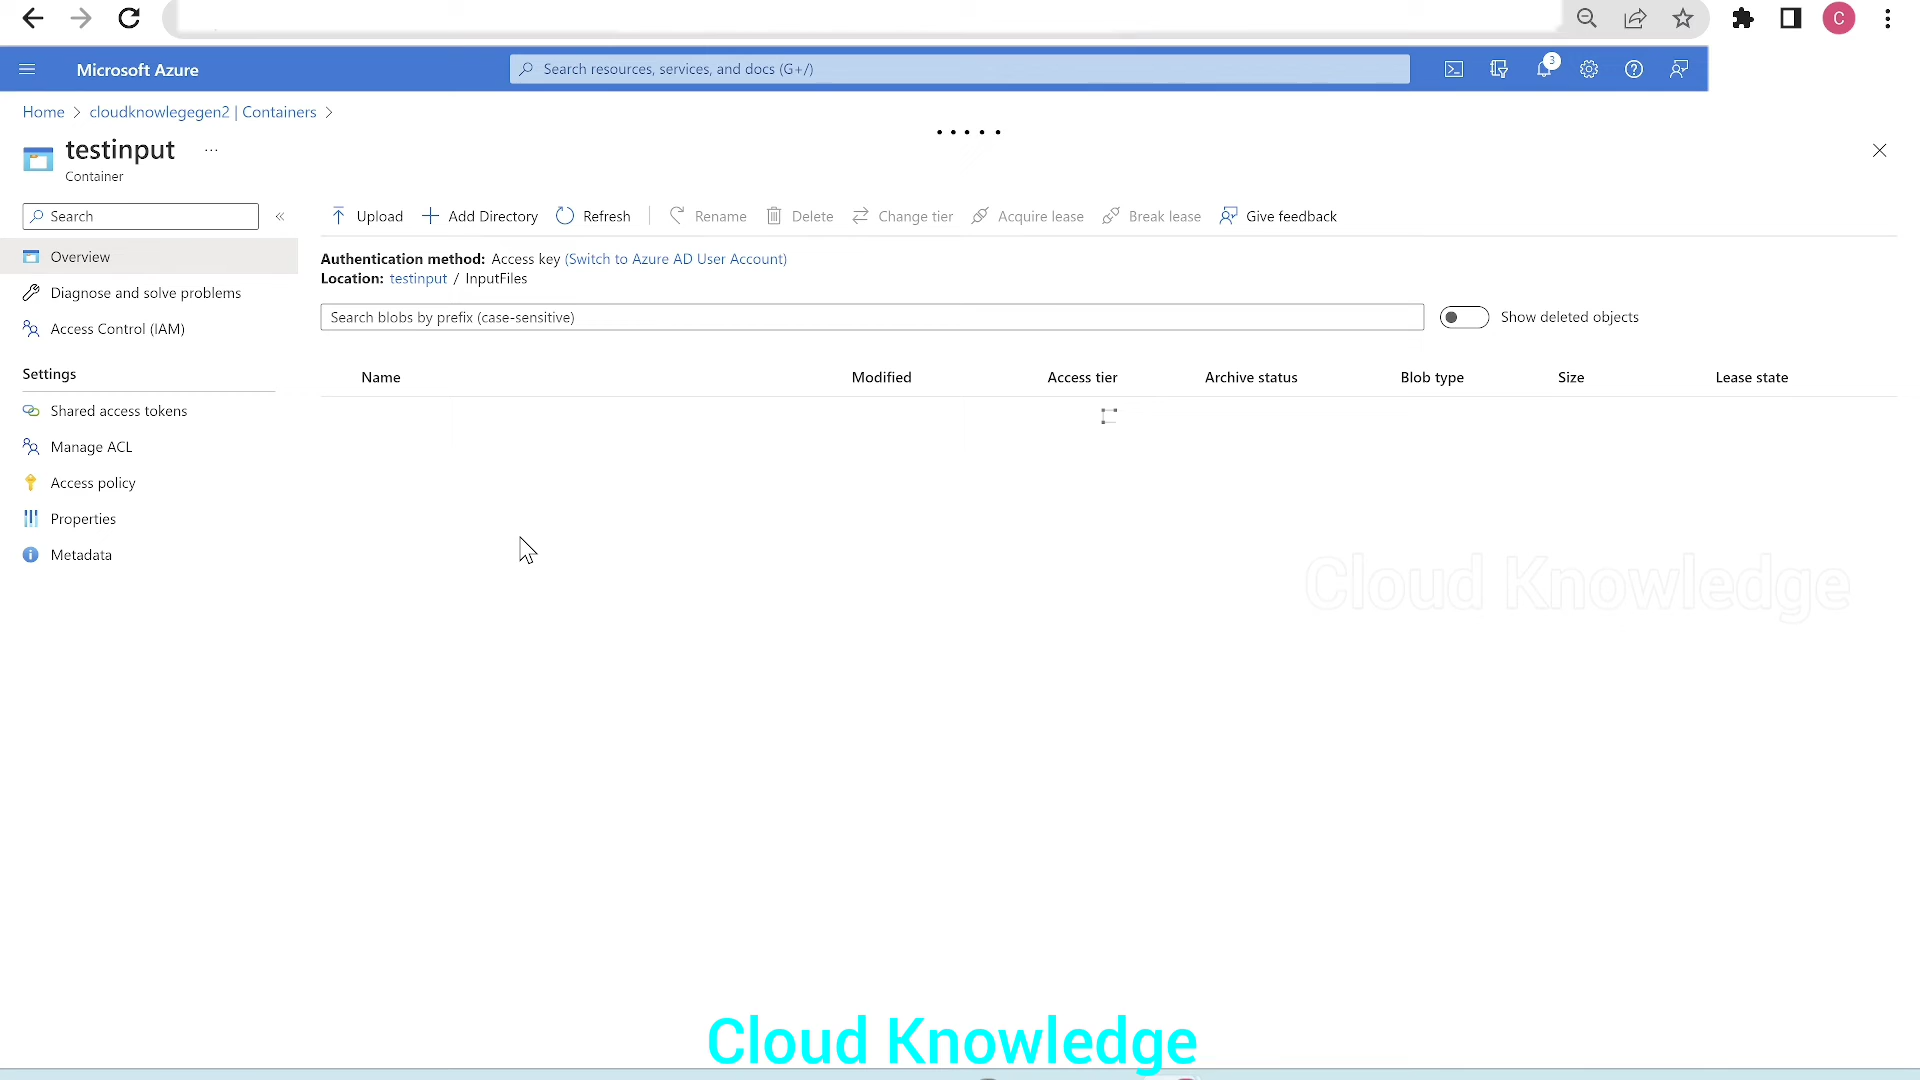 C
Microsoft Azure
Search resources, services, and docs (G+/)
3
Home > cloudknowlegegen2 | Containers >
testinput ...
Container
Search «
Upload Add Directory Refresh Rename Delete Change tier Acquire lease Break lease Give feedback
Overview
Diagnose and solve problems
Access Control (IAM)
Settings
Shared access tokens
Manage ACL
Access policy
Properties
Metadata
Authentication method: Access key (Switch to Azure AD User Account)
Location: testinput / InputFiles
Search blobs by prefix (case-sensitive)
Show deleted objects
Name Modified Access tier Archive status Blob type Size Lease state
Cloud Knowledge
Cloud Knowledge